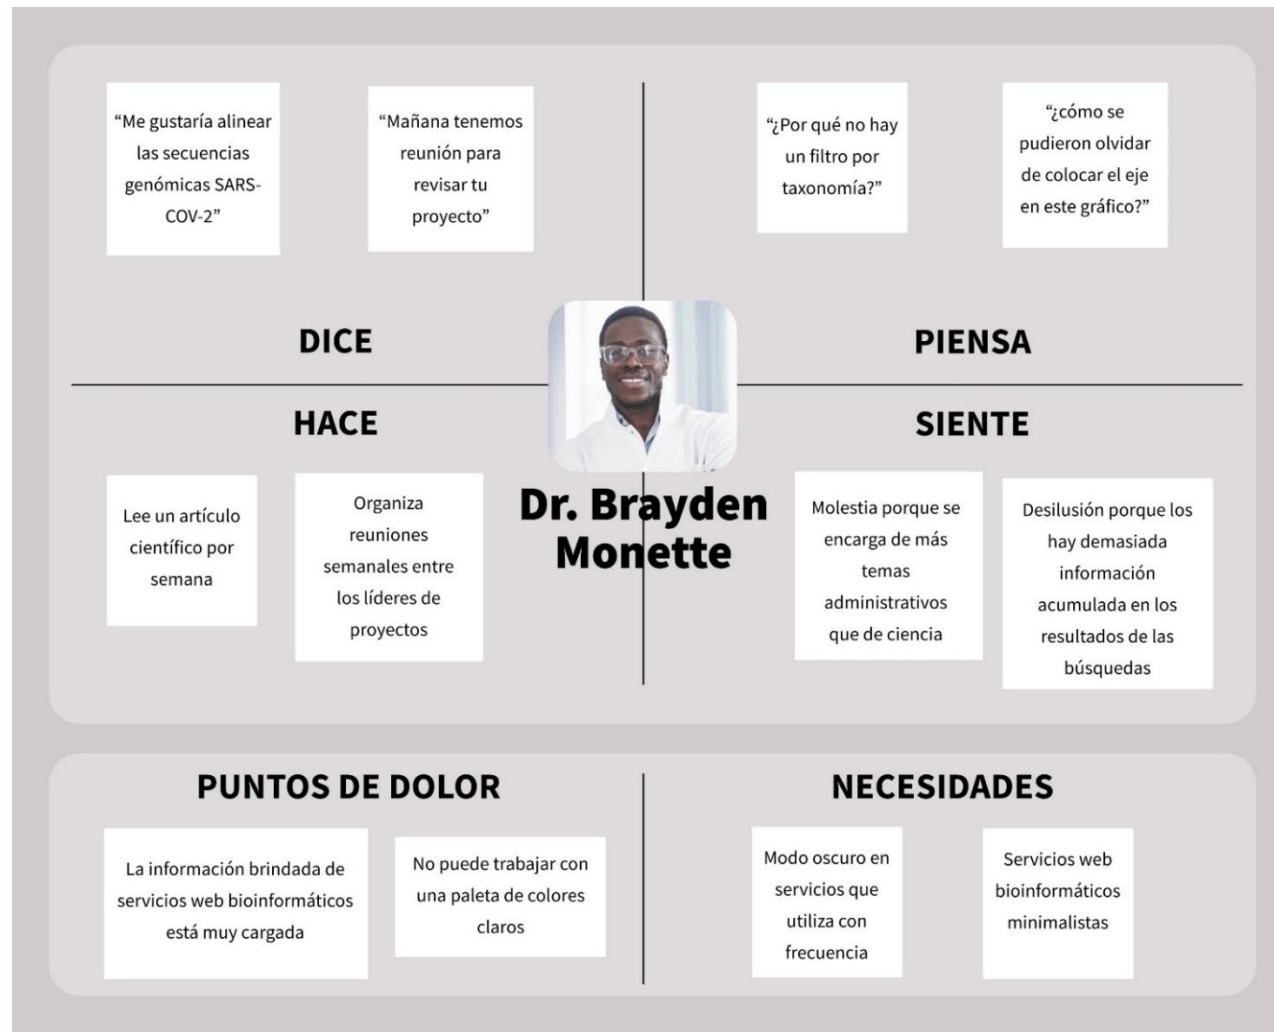 “Me gustaría alinear
las secuencias
genómicas SARS-
COV-2”
“Mañana tenemos
reunión para
revisar tu
proyecto”
“¿Por qué no hay
un filtro por
taxonomía?”
“¿cómo se
pudieron olvidar
de colocar el eje
en este gráfico?”
DICE
PIENSA
HACE
SIENTE
Lee un artículo
científico por
semana
Organiza
reuniones
semanales entre
los líderes de
proyectos
Dr. Brayden
Monette
Molestia porque se
encarga de más
temas
administrativos
que de ciencia
Desilusión porque los
hay demasiada
información
acumulada en los
resultados de las
búsquedas
PUNTOS DE DOLOR
NECESIDADES
La información brindada de
servicios web bioinformáticos
está muy cargada
No puede trabajar con
una paleta de colores
claros
Modo oscuro en
servicios que
utiliza con
frecuencia
Servicios web
bioinformáticos
minimalistas